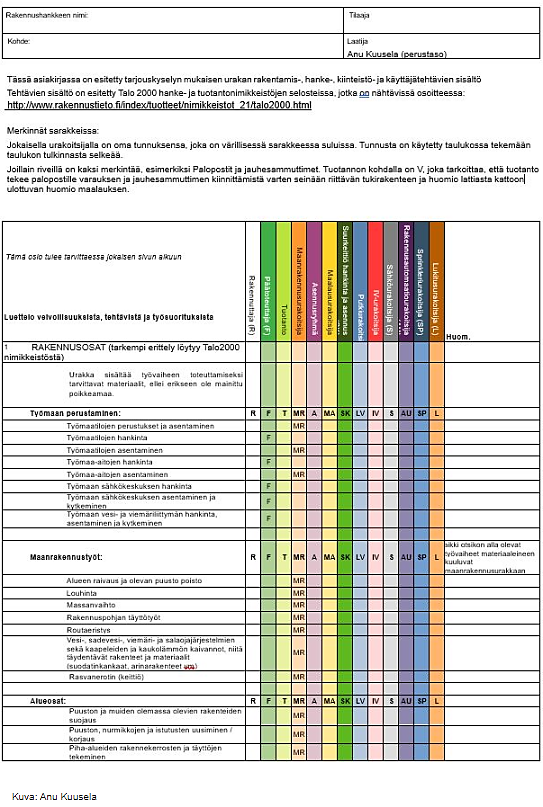 Rakennushankkeen nimi:
Tilaaja
Kohde:
Laatija
Anu Kuusela (perustaso)
Tässä asiakirjassa on esitetty tarjouskyselyn mukaisen urakan rakentamis-, hanke-, kiinteistö- ja käyttäjätehtävien sisältö
Tehtävien sisältö on esitetty Talo 2000 hanke- ja tuotantonimikkeistöjen selosteissa, jotka on nähtävissä osoitteessa:
http://www.rakennustieto.fi/index/tuotteet/nimikkeistot_21/talo2000.html
Merkinnät sarakkeissa:
Jokaisella urakoitsijalla on oma tunnuksensa, joka on värillisessä sarakkeessa suluissa. Tunnusta on käytetty taulukossa tekemään
taulukon tulkinnasta selkeää.
Joillain riveillä on kaksi merkintää, esimerkiksi Palopostit ja jauhesammuttimet. Tuotannon kohdalla on V, joka tarkoittaa, että tuotanto
tekee palopostille varauksen ja jauhesammuttimen kiinnittämistä varten seinään riittävän tukirakenteen ja huomio lattiasta kattoon
ulottuvan huomio maalauksen.
Tämä osio tulee tarvittaessa jokaisen sivun alkuun
Luettelo velvollisuuksista, tehtävistä ja työsuorituksista
Rakennuttaja (R)
Päätoteuttaja (F)
Tuotanto
Maanrakennusurakoitsija
Asennusryhmä
Maalausurakoitsija
Suurkeittiö hankinta ja asennus
Putkiurakoitsi
IV-urakoitsija
Sähköurakoitsija (S)
Rakennusautomaatiourakoitsija
Sprinkleriurakoitsija (SP
Lukitusurakoitsija (L)
Huom.
1 RAKENNUSOSAT (tarkempi erittely löytyy Talo2000
nimikkeistöstä)
Urakka sisältää työvaiheen toteuttamiseksi
tarvittavat materiaalit, ellei erikseen ole mainittu
poikkeamaa.
Työmaan perustaminen: R F T MR A MA SK LV IV S AU SP L
Työmaatilojen perustukset ja asentaminen MR
Työmaatilojen hankinta F
Työmaatilojen asentaminen MR
Työmaa-aitojen hankinta F
Työmaa-aitojen asentaminen MR
Työmaan sähkökeskuksen hankinta F
Työmaan sähkökeskuksen asentaminen ja
kytkeminen F
Työmaan vesi- ja viemäriliittymän hankinta,
asentaminen ja kytkeminen F
Maanrakennustyöt: R F T MR A MA SK LV IV S AU SP L
aikki otsikon alla olevat
työvaiheet materiaaleineen
kuuluvat
maanrakennusurakkaan
Alueen raivaus ja olevan puusto poisto MR
Louhinta MR
Massanvaihto MR
Rakennuspohjan täyttötyöt MR
Routaeristys MR
Vesi-, sadevesi-, viemäri- ja salaojajärjestelmien
sekä kaapeleiden ja kaukolämmön kaivannot, niitä
täydentävät rakenteet ja materiaalit
(suodatinkankaat, arinarakenteet ym) MR
Rasvanerotin (keittiö) MR
Alueosat: R F T MR A MA SK LV IV S AU SP L
Puuston ja muiden olemassa olevien rakenteiden
suojaus MR
Puuston, nurmikkojen ja istutusten uusiminen /
korjaus MR
Piha-alueiden rakennekerrosten ja täyttöjen
tekeminen MR
Kuva: Anu Kuusela